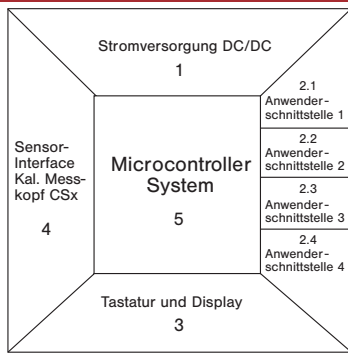 Stromversorgung DC/DC
1
2.1
Anwender-
schnittstelle 1
2.2
Anwender-
schnittstelle 2
2.3
Anwender-
schnittstelle 3
2.4
Anwender-
schnittstelle 4
Sensor-
Interface
Kal. Mess-
kopf CSx
4
Microcontroller
System
5
Tastatur und Display
3